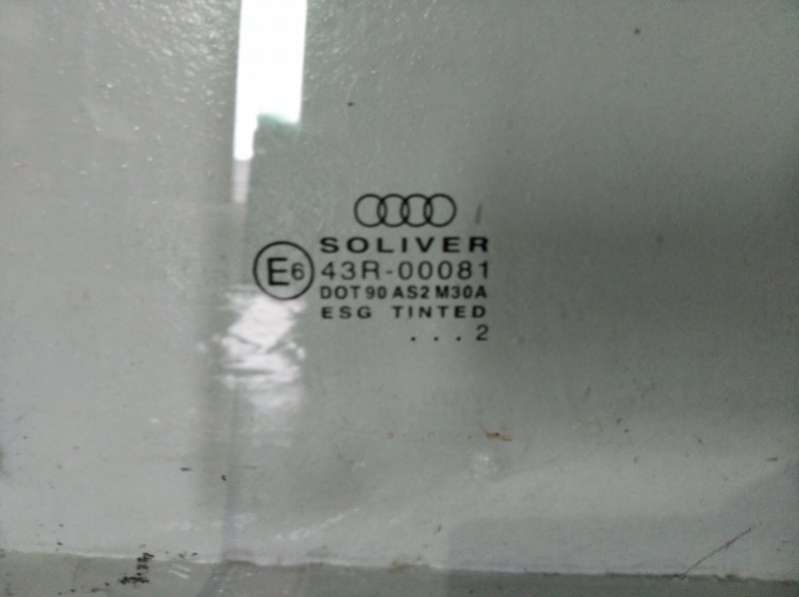 SOLIVER
E6 43R-00081
DOT 90 AS2 M30A
ESG TINTED
. . . 2